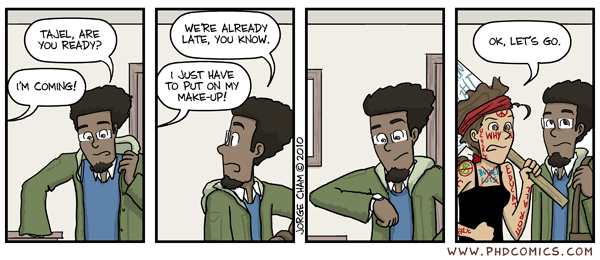 TAJEL, ARE
YOU READY?
I'M COMING!
WE'RE ALREADY
LATE, YOU KNOW.
I JUST HAVE
TO PUT ON MY
MAKE-UP!
JORGE CHAM © 2010
OK, LET'S GO.
WHY
WWW.PHDCOMICS.COM